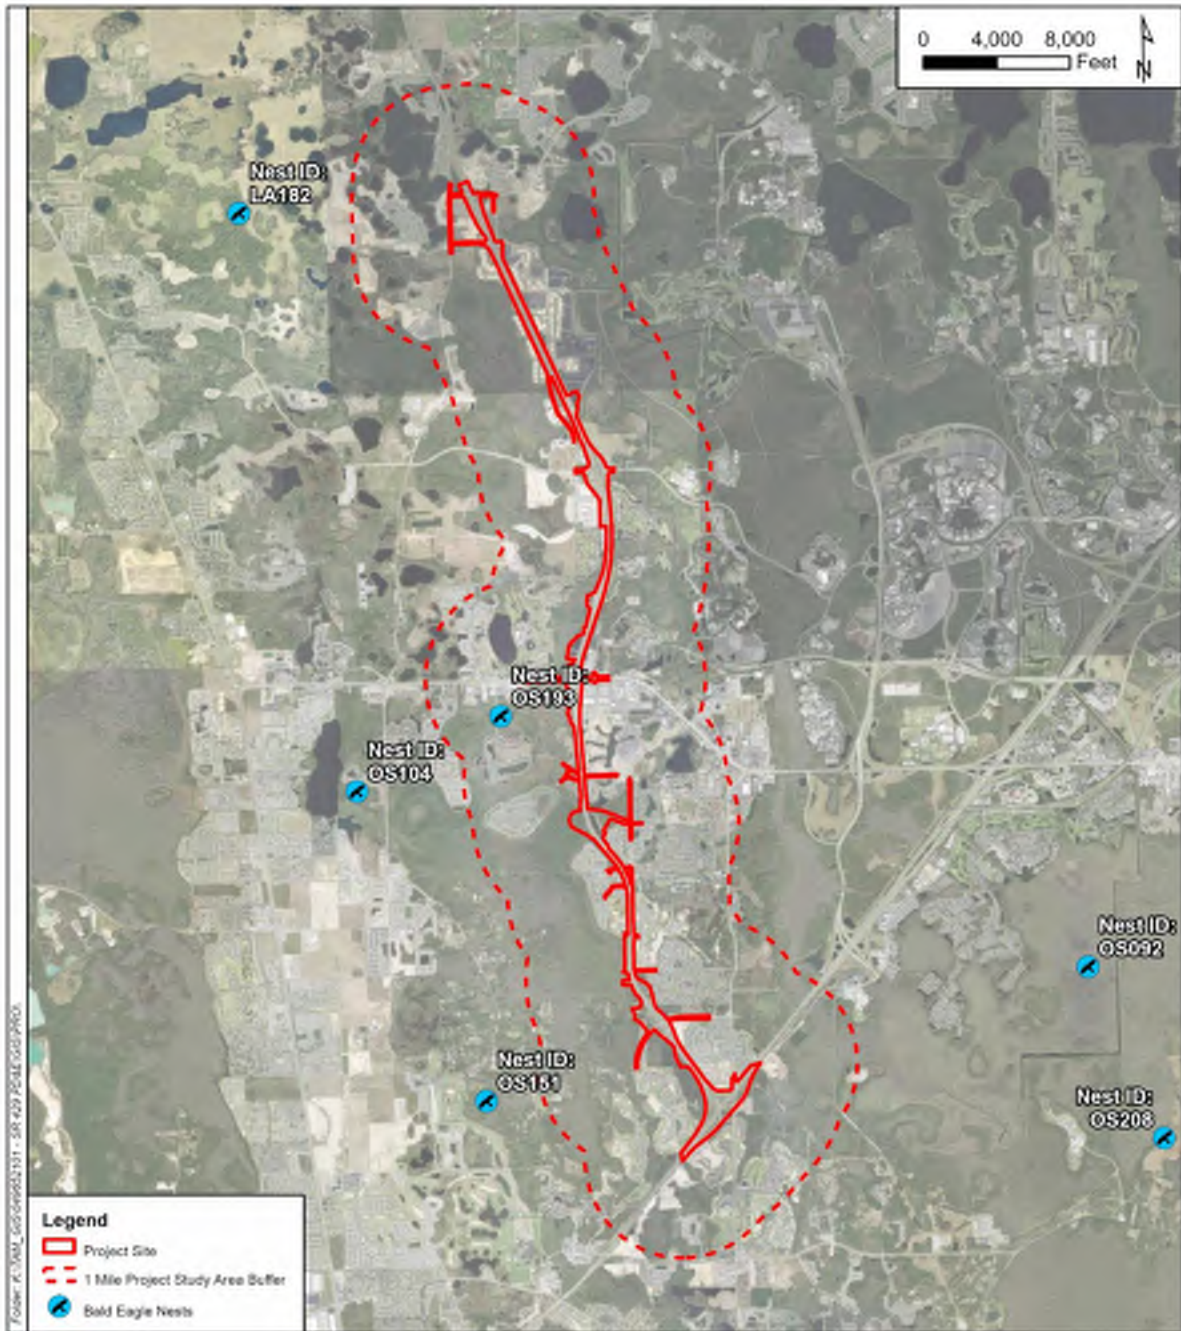 0 4,000 8,000
Feet
N
Nest ID:
LA182
Nest ID:
OS193
Nest ID:
OS104
Nest ID:
OS092
Nest ID:
OS151
Nest ID:
OS208
Legend
Project Site
1 Mile Project Study Area Buffer
Bald Eagle Nests